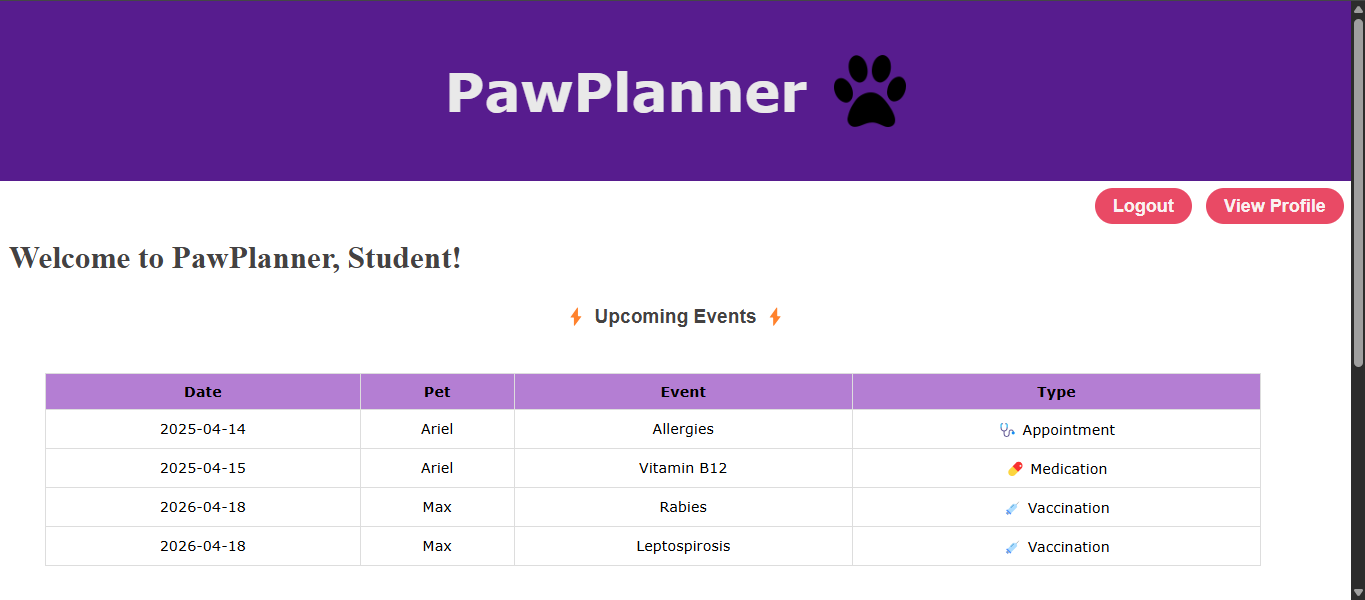 PawPlanner
Logout View Profile
Welcome to PawPlanner, Student!
Upcoming Events
Date Pet Event Type
2025-04-14 Ariel Allergies Appointment
2025-04-15 Ariel Vitamin B12 Medication
2026-04-18 Max Rabies Vaccination
2026-04-18 Max Leptospirosis Vaccination